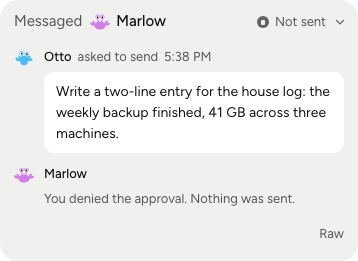 Messaged Marlow Not sent
Otto asked to send 5:38 PM
Write a two-line entry for the house log: the
weekly backup finished, 41 GB across three
machines.
Marlow
You denied the approval. Nothing was sent.
Raw